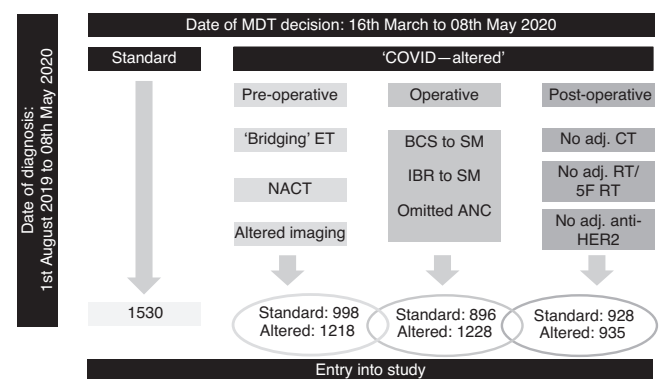 Date of MDT decision: 16th March to 08th May 2020
Date of diagnosis:
1st August 2019 to 08th May 2020
Standard
'COVID—altered'
Pre-operative
Operative
Post-operative
'Bridging' ET
NACT
Altered imaging
BCS to SM
IBR to SM
Omitted ANC
No adj. CT
No adj. RT/
5F RT
No adj. anti-
HER2
1530
Standard: 998
Altered: 1218
Standard: 896
Altered: 1228
Standard: 928
Altered: 935
Entry into study